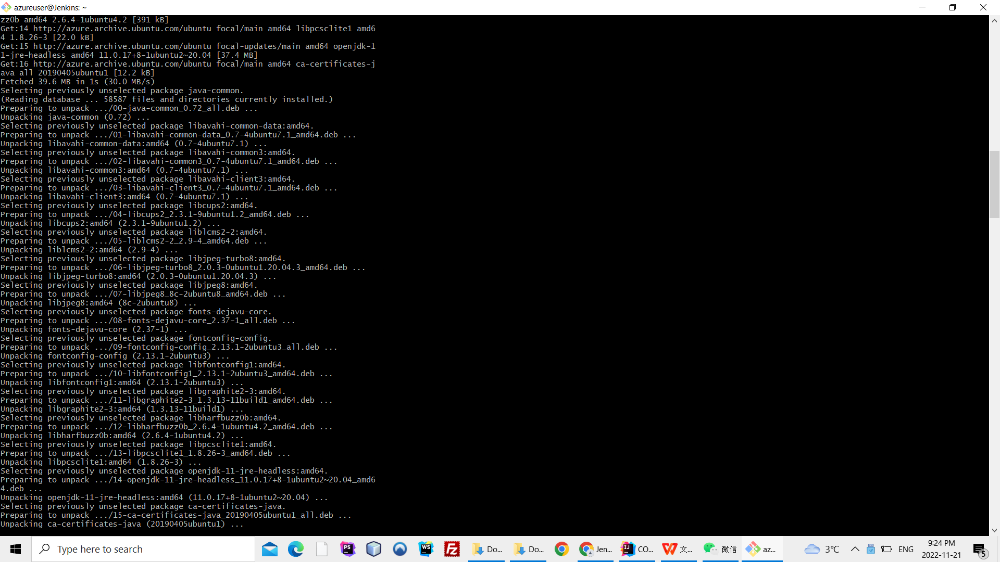 azureuser@Jenkins: ~
zz0b amd64 2.6.4-1ubuntu4.2 [391 kB]
Get:14 http://azure.archive.ubuntu.com/ubuntu focal/main amd64 libpcsclite1 amd6
4 1.8.26-3 [22.0 kB]
Get:15 http://azure.archive.ubuntu.com/ubuntu focal-updates/main amd64 openjdk-1
1-jre-headless amd64 11.0.17+8-1ubuntu2~20.04 [37.4 MB]
Get:16 http://azure.archive.ubuntu.com/ubuntu focal/main amd64 ca-certificates-j
ava all 20190405ubuntu1 [12.2 kB]
Fetched 39.6 MB in 1s (30.0 MB/s)
Selecting previously unselected package java-common.
(Reading database ... 58587 files and directories currently installed.)
Preparing to unpack .../00-java-common_0.72_all.deb ...
Unpacking java-common (0.72) ...
Selecting previously unselected package libavahi-common-data:amd64.
Preparing to unpack .../01-libavahi-common-data_0.7-4ubuntu7.1_amd64.deb ...
Unpacking libavahi-common-data:amd64 (0.7-4ubuntu7.1) ...
Selecting previously unselected package libavahi-common3:amd64.
Preparing to unpack .../02-libavahi-common3_0.7-4ubuntu7.1_amd64.deb ...
Unpacking libavahi-common3:amd64 (0.7-4ubuntu7.1) ...
Selecting previously unselected package libavahi-client3:amd64.
Preparing to unpack .../03-libavahi-client3_0.7-4ubuntu7.1_amd64.deb ...
Unpacking libavahi-client3:amd64 (0.7-4ubuntu7.1) ...
Selecting previously unselected package libcups2:amd64.
Preparing to unpack .../04-libcups2_2.3.1-9ubuntu1.2_amd64.deb ...
Unpacking libcups2:amd64 (2.3.1-9ubuntu1.2) ...
Selecting previously unselected package liblcms2-2:amd64.
Preparing to unpack .../05-liblcms2-2_2.9-4_amd64.deb ...
Unpacking liblcms2-2:amd64 (2.9-4) ...
Selecting previously unselected package libjpeg-turbo8:amd64.
Preparing to unpack .../06-libjpeg-turbo8_2.0.3-0ubuntu1.20.04.3_amd64.deb ...
Unpacking libjpeg-turbo8:amd64 (2.0.3-0ubuntu1.20.04.3) ...
Selecting previously unselected package libjpeg8:amd64.
Preparing to unpack .../07-libjpeg8_8c-2ubuntu8_amd64.deb ...
Unpacking libjpeg8:amd64 (8c-2ubuntu8) ...
Selecting previously unselected package fonts-dejavu-core.
Preparing to unpack .../08-fonts-dejavu-core_2.37-1_all.deb ...
Unpacking fonts-dejavu-core (2.37-1) ...
Selecting previously unselected package fontconfig-config.
Preparing to unpack .../09-fontconfig-config_2.13.1-2ubuntu3_all.deb ...
Unpacking fontconfig-config (2.13.1-2ubuntu3) ...
Selecting previously unselected package libfontconfig1:amd64.
Preparing to unpack .../10-libfontconfig1_2.13.1-2ubuntu3_amd64.deb ...
Unpacking libfontconfig1:amd64 (2.13.1-2ubuntu3) ...
Selecting previously unselected package libgraphite2-3:amd64.
Preparing to unpack .../11-libgraphite2-3_1.3.13-11build1_amd64.deb ...
Unpacking libgraphite2-3:amd64 (1.3.13-11build1) ...
Selecting previously unselected package libharfbuzz0b:amd64.
Preparing to unpack .../12-libharfbuzz0b_2.6.4-1ubuntu4.2_amd64.deb ...
Unpacking libharfbuzz0b:amd64 (2.6.4-1ubuntu4.2) ...
Selecting previously unselected package libpcsclite1:amd64.
Preparing to unpack .../13-libpcsclite1_1.8.26-3_amd64.deb ...
Unpacking libpcsclite1:amd64 (1.8.26-3) ...
Selecting previously unselected package openjdk-11-jre-headless:amd64.
Preparing to unpack .../14-openjdk-11-jre-headless_11.0.17+8-1ubuntu2~20.04_amd6
4.deb ...
Unpacking openjdk-11-jre-headless:amd64 (11.0.17+8-1ubuntu2~20.04) ...
Selecting previously unselected package ca-certificates-java.
Preparing to unpack .../15-ca-certificates-java_20190405ubuntu1_all.deb ...
Unpacking ca-certificates-java (20190405ubuntu1) ...
Type here to search PS WS FZ Do... Do... Jen... IJ CO... 文... 微信 az... 3°C ENG 9:24 PM
2022-11-21 5